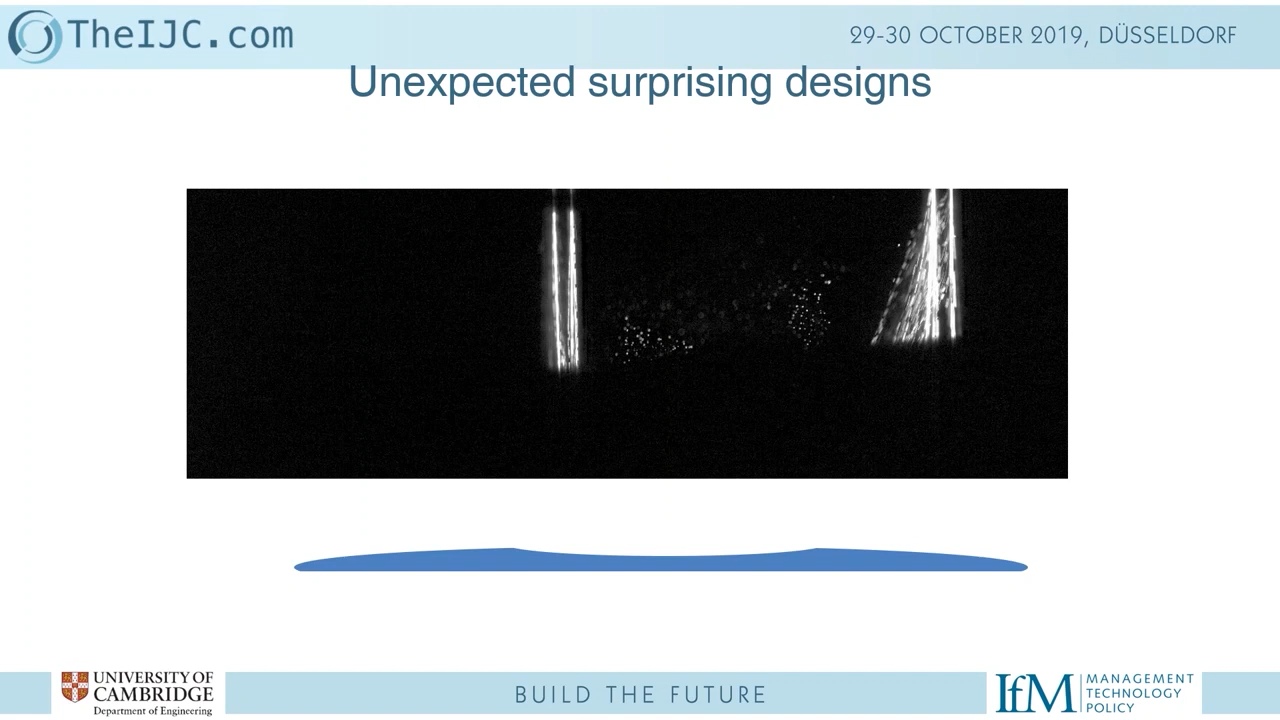 TheIJC.com
29-30 OCTOBER 2019, DÜSSELDORF
Unexpected surprising designs
UNIVERSITY OF
CAMBRIDGE
Department of Engineering
BUILD THE FUTURE
IfM
MANAGEMENT
TECHNOLOGY
POLICY